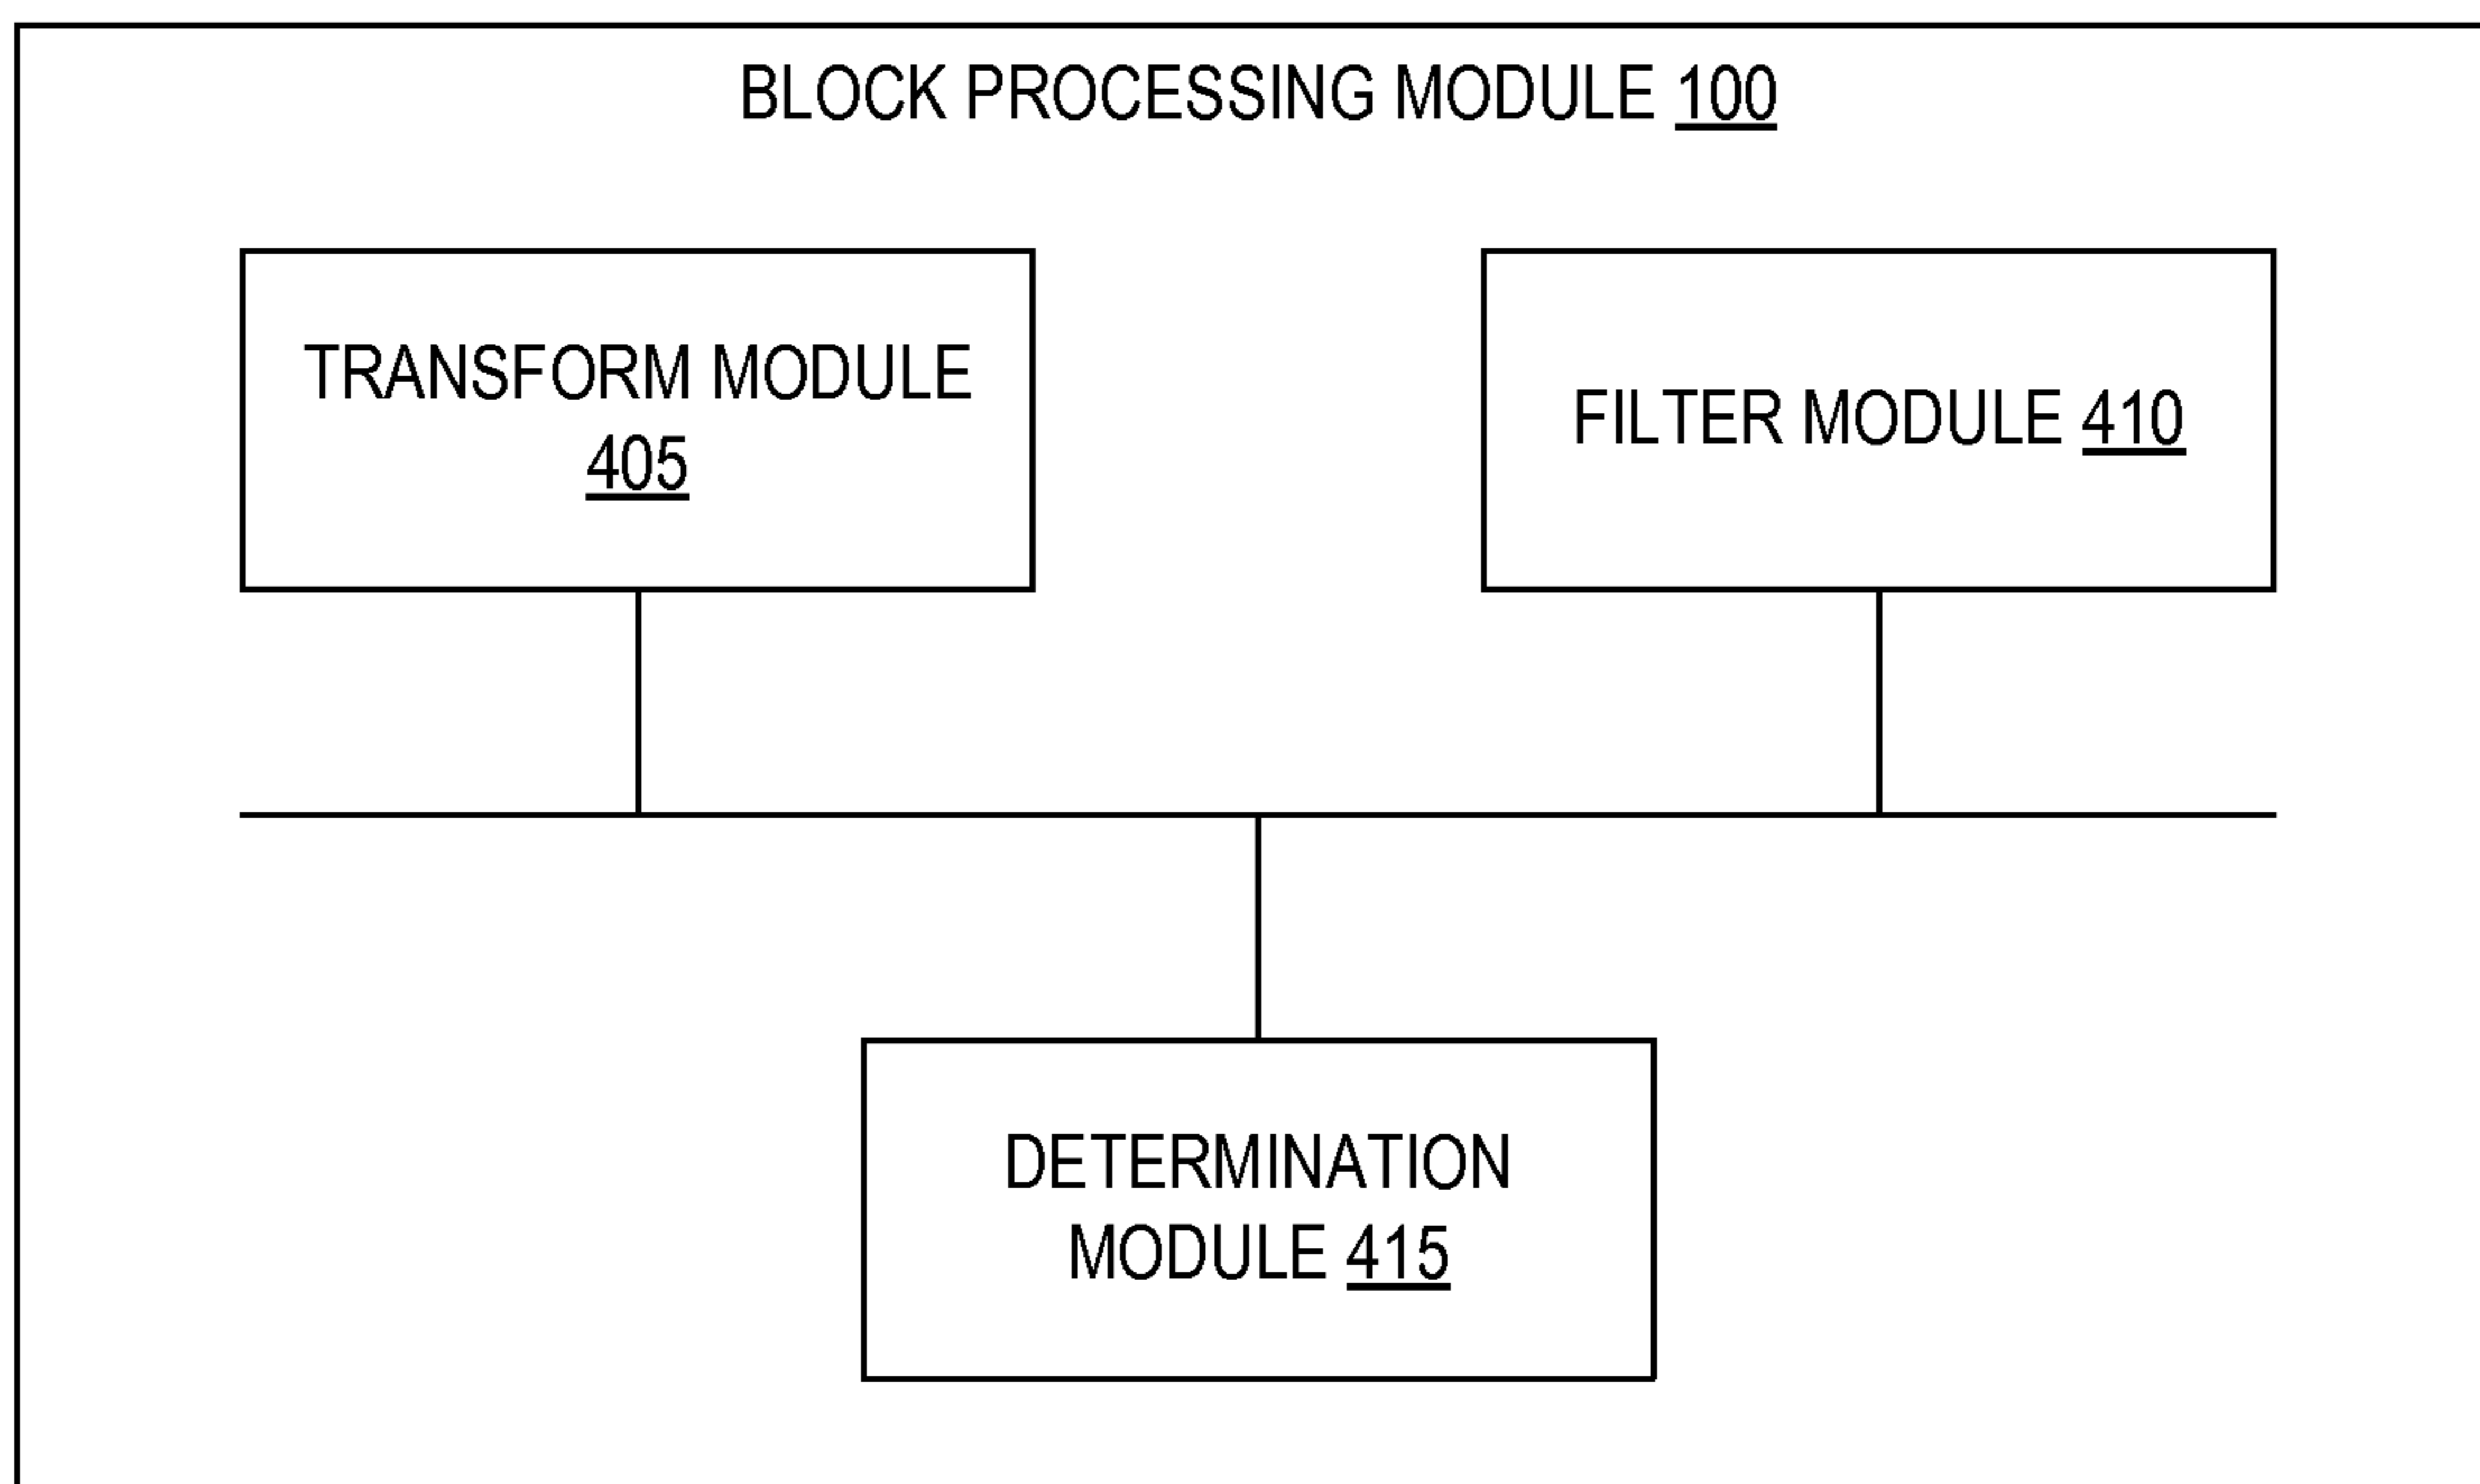 BLOCK PROCESSING MODULE 100
TRANSFORM MODULE
405
FILTER MODULE 410
DETERMINATION
MODULE 415